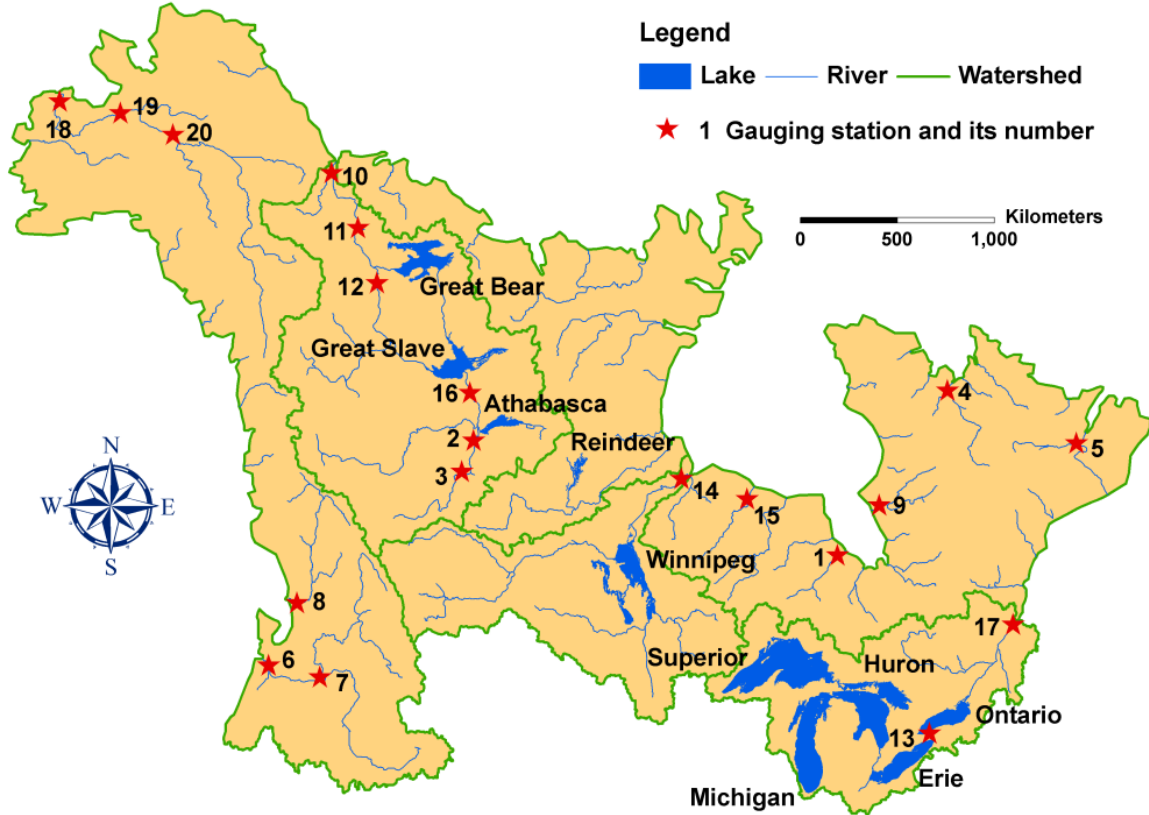 Legend
Lake River Watershed
1 Gauging station and its number
Kilometers
0 500 1,000
18
19
20
10
11
12
Great Bear
Great Slave
16
Athabasca
2
3
Reindeer
4
5
14
15
9
1
Winnipeg
N
W E
S
8
6
7
17
Superior
Huron
Ontario
13
Erie
Michigan